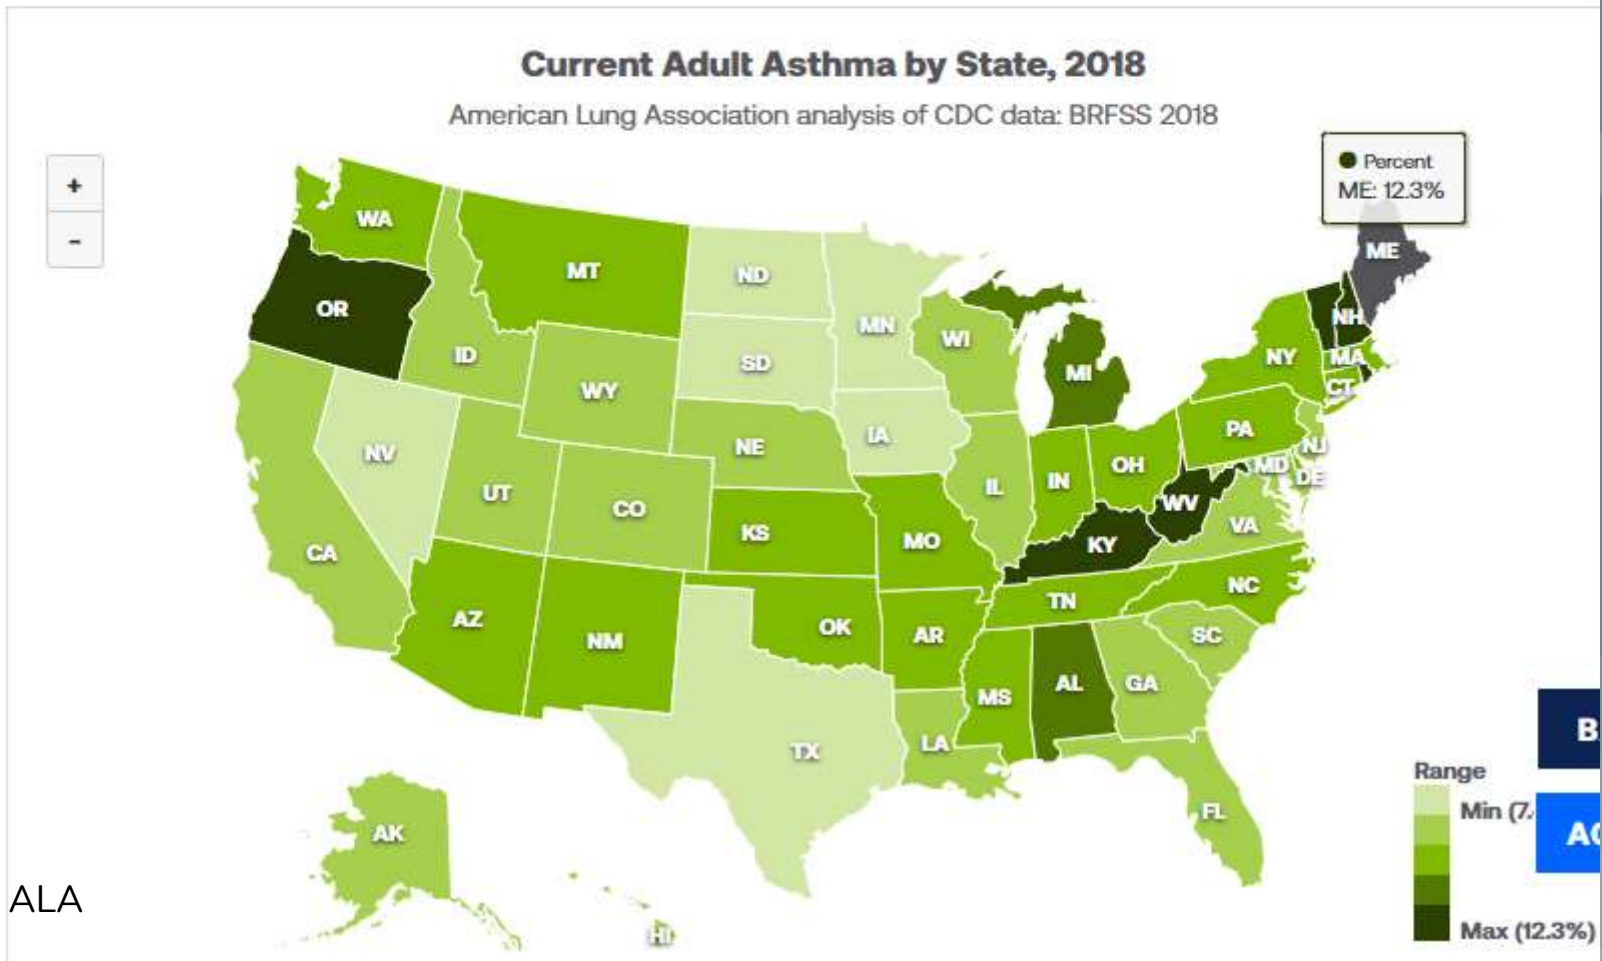 Current Adult Asthma by State, 2018
American Lung Association analysis of CDC data: BRFSS 2018
+
-
Percent
ME: 12.3%
WA
MT
ND
MN
ME
OR
ID
SD
WI
MI
NH
NY
MA
CT
WY
NV
NE
IA
PA
NJ
UT
CO
IL
IN
OH
MD
DE
WV
CA
KS
MO
KY
VA
AZ
NM
OK
AR
TN
NC
SC
TX
LA
MS
AL
GA
FL
AK
HI
Range
Min (7.
Max (12.3%)
B
AC
ALA